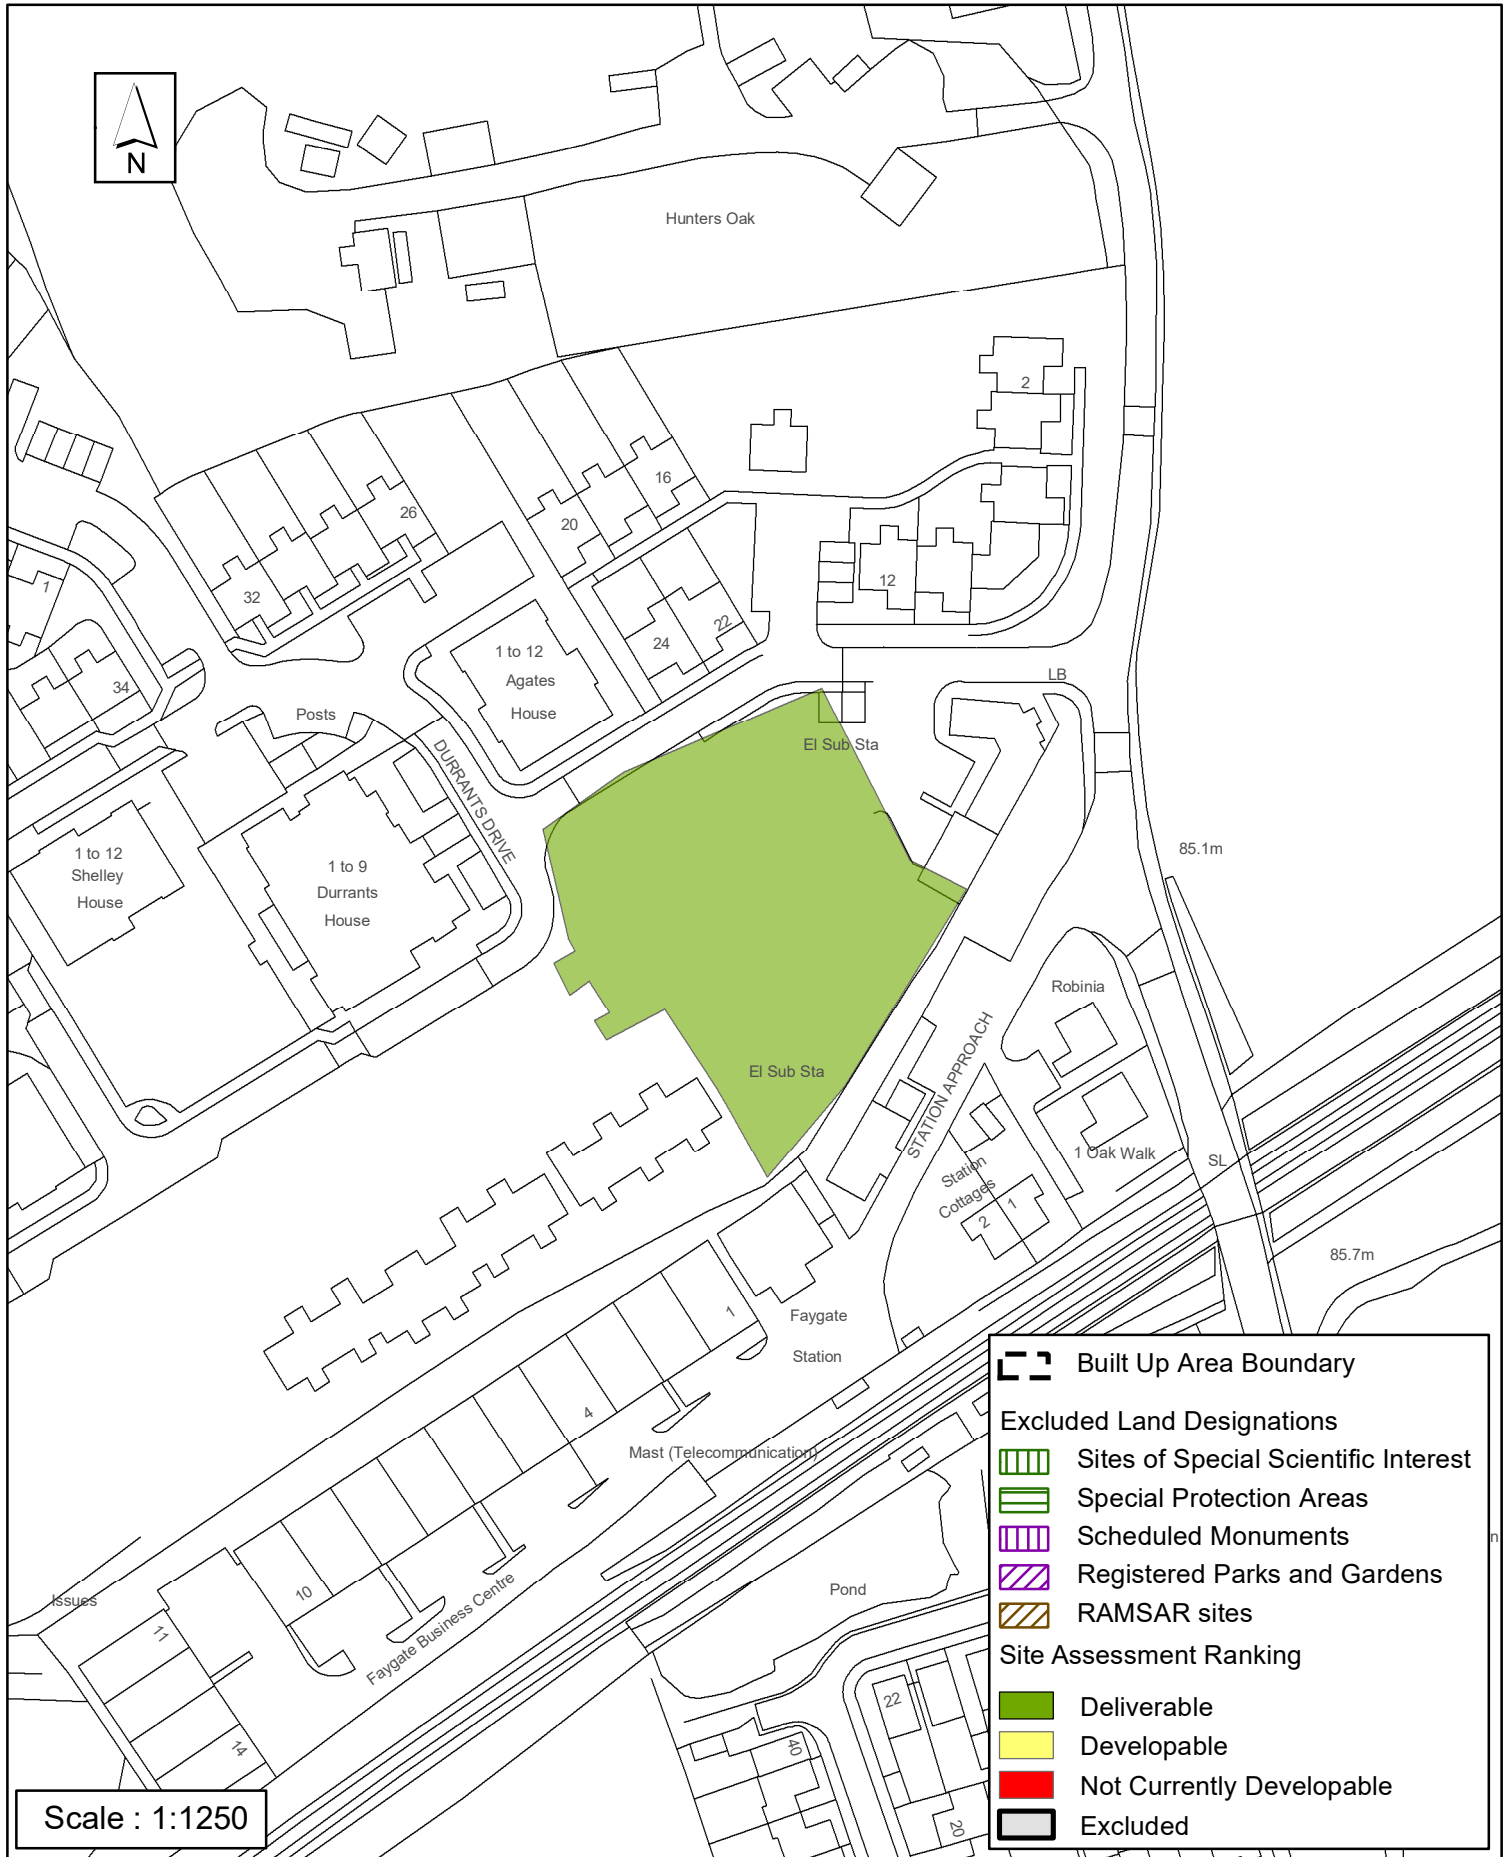 N
Hunters Oak
2
16
26
20
12
1
32
24
22
1 to 12
Agates
House
34
LB
Posts
El Sub Sta
DURRANTS DRIVE
1 to 12
Shelley
House
1 to 9
Durrants
House
85.1m
Robinia
El Sub Sta
STATION APPROACH
1 Oak Walk
SL
Station
Cottages
1
2
85.7m
1
Faygate
Station
4
Mast (Telecommunication)
10
Faygate Business Centre
Issues
11
14
Pond
22
40
20
n
Built Up Area Boundary
Excluded Land Designations
Sites of Special Scientific Interest
Special Protection Areas
Scheduled Monuments
Registered Parks and Gardens
RAMSAR sites
Site Assessment Ranking
Deliverable
Developable
Not Currently Developable
Excluded
Scale : 1:1250